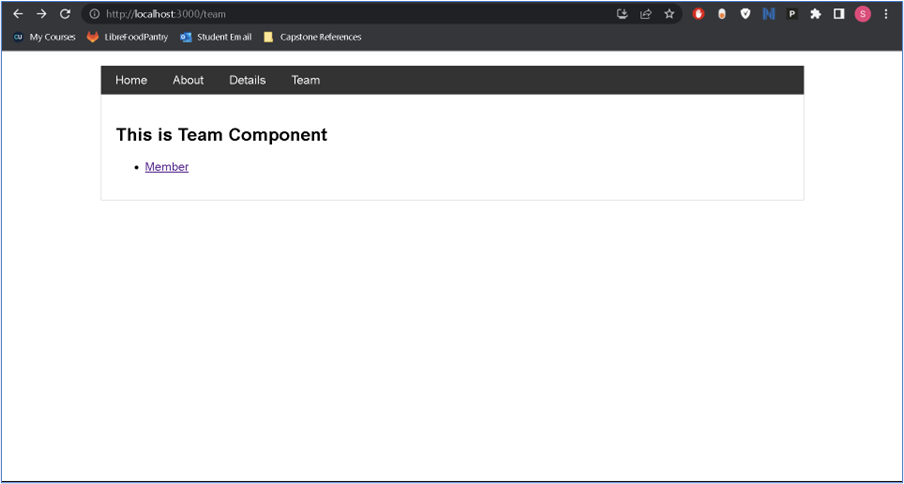 http://localhost:3000/team
My Courses LibreFoodPantry Student Email Capstone References
Home About Details Team
This is Team Component
Member